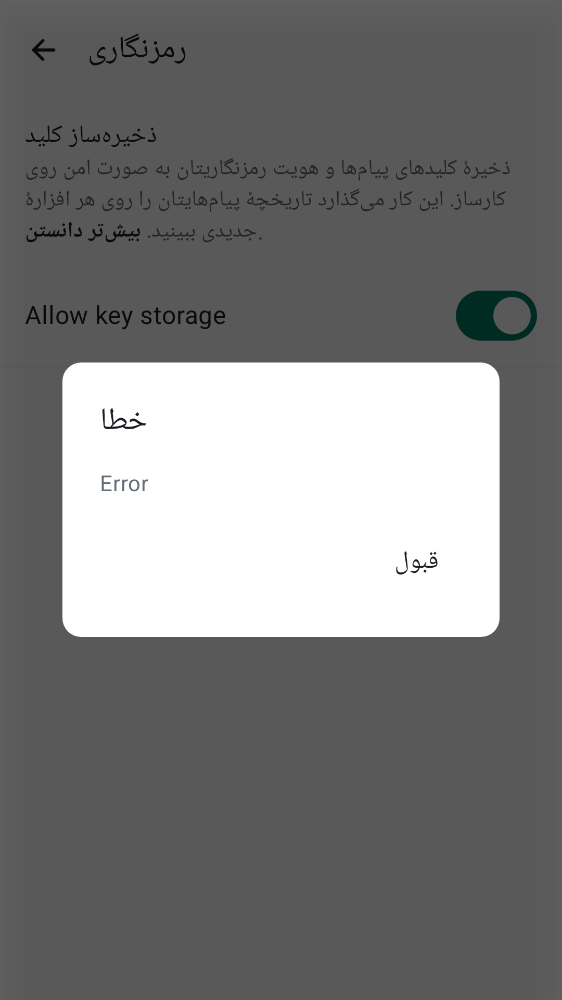 رمزنگاری
ذخیره‌ساز کلید
ذخیرهٔ کلیدهای پیام‌ها و هویت رمزنگاریتان به صورت امن روی
کارساز. این کار می‌گذارد تاریخچهٔ پیام‌هایتان را روی هر افزارهٔ
جدیدی ببینید. بیش‌تر دانستن.
Allow key storage
خطا
Error
قبول